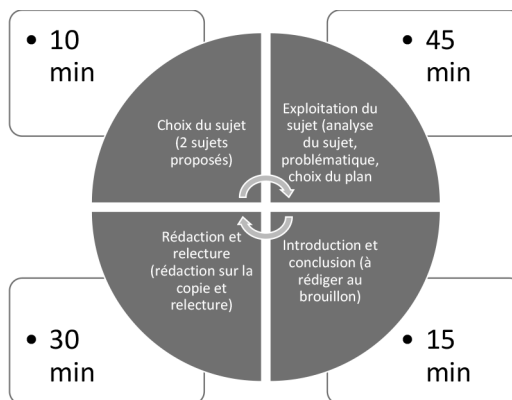 • 10
min
• 45
min
Choix du sujet
(2 sujets
proposés)
Exploitation du
sujet (analyse
du sujet,
problématique,
choix du plan
Rédaction et
relecture
(rédaction sur la
copie et
relecture)
Introduction et
conclusion (à
rédiger au
brouillon)
• 30
min
• 15
min